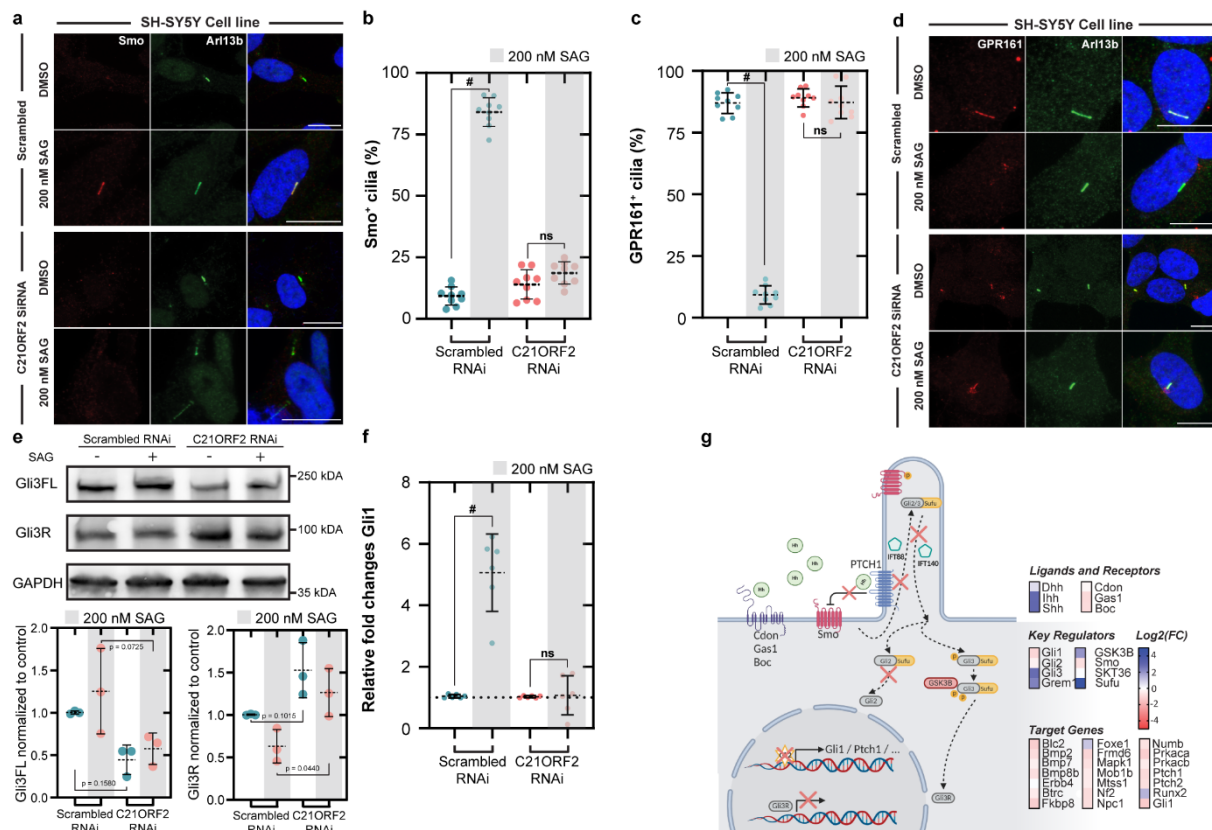 a
SH-SY5Y Cell line
Smo
Arl13b
Scrambled
DMSO
200 nM SAG
C21ORF2 SiRNA
DMSO
200 nM SAG
b
200 nM SAG
Smo+ cilia (%)
100
75
50
25
0
#
ns
Scrambled
RNAi
C21ORF2
RNAi
c
200 nM SAG
GPR161+ cilia (%)
100
75
50
25
0
#
ns
Scrambled
RNAi
C21ORF2
RNAi
d
SH-SY5Y Cell line
GPR161
Arl13b
Scrambled
DMSO
200 nM SAG
C21ORF2 SiRNA
DMSO
200 nM SAG
e
Scrambled RNAi
C21ORF2 RNAi
SAG - + - +
Gli3FL
250 kDA
Gli3R
100 kDA
GAPDH
35 kDA
200 nM SAG
Gli3FL normalized to control
2.0
1.5
1.0
0.5
0.0
p = 0.0725
p = 0.1580
Scrambled
RNAi
C21ORF2
RNAi
200 nM SAG
Gli3R normalized to control
2.0
1.5
1.0
0.5
0.0
p = 0.1015
p = 0.0440
Scrambled
RNAi
C21ORF2
RNAi
f
200 nM SAG
Relative fold changes Gli1
8
6
4
2
0
#
ns
Scrambled
RNAi
C21ORF2
RNAi
g
P
Gli2/3 Sufu
IFT88
IFT140
Hh
Hh
Hh
Hh
Hh
PTCH1
Cdon
Gas1
Boc
Smo
Gli2 Sufu
Gli2
P Gli3 Sufu
P
GSK3B
P Gli3 Sufu
P
Gli3R
Gli1 / Ptch1 / ...
Gli3R
Ligands and Receptors
Dhh
Ihh
Shh
Cdon
Gas1
Boc
Key Regulators
Gli1
Gli2
Gli3
Grem1
GSK3B
Smo
SKT36
Sufu
Log2(FC)
4
2
0
-2
-4
Target Genes
Blc2
Bmp2
Bmp7
Bmp8b
Erbb4
Btrc
Fkbp8
Foxe1
Frmd6
Mapk1
Mob1b
Mtss1
Nf2
Npc1
Numb
Prkaca
Prkacb
Ptch1
Ptch2
Runx2
Gli1